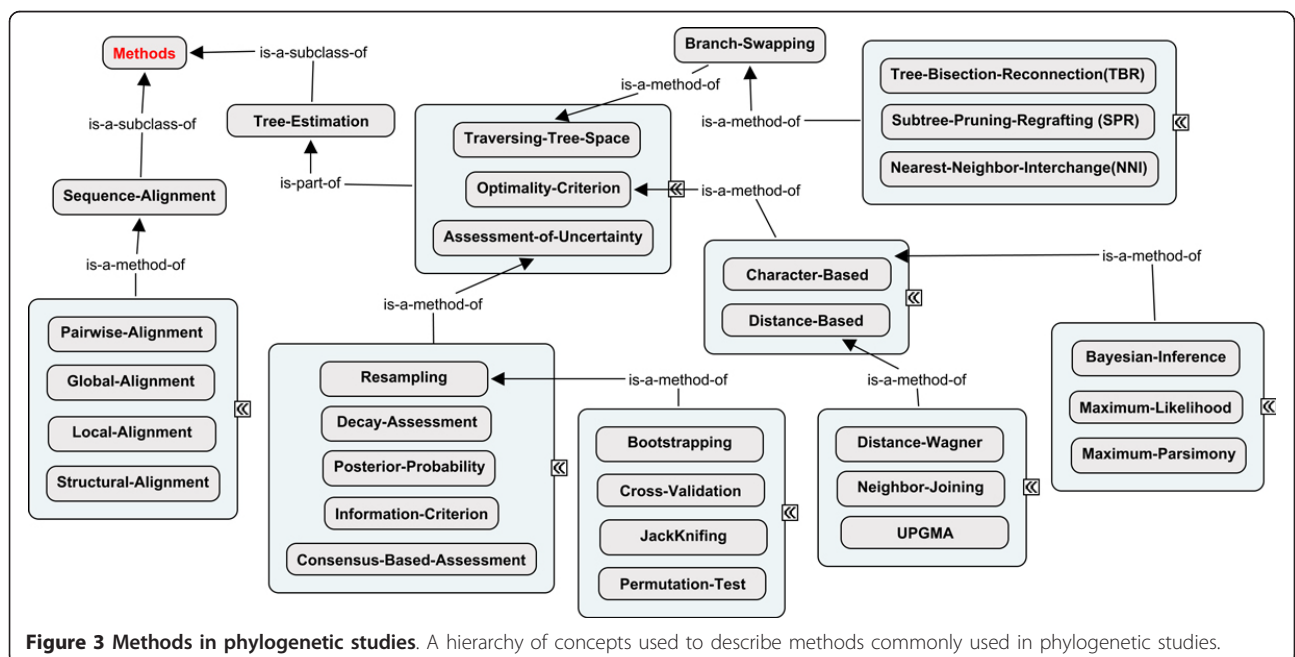 Methods
is-a-subclass-of
is-a-subclass-of
Tree-Estimation
Sequence-Alignment
is-part-of
is-a-method-of
Pairwise-Alignment
Global-Alignment
Local-Alignment
Structural-Alignment
Branch-Swapping
is-a-method-of
is-a-method-of
Tree-Bisection-Reconnection(TBR)
Subtree-Pruning-Regrafting (SPR)
Nearest-Neighbor-Interchange(NNI)
Traversing-Tree-Space
Optimality-Criterion
Assessment-of-Uncertainty
is-a-method-of
is-a-method-of
Character-Based
Distance-Based
is-a-method-of
Bayesian-Inference
Maximum-Likelihood
Maximum-Parsimony
Resampling
Decay-Assessment
Posterior-Probability
Information-Criterion
Consensus-Based-Assessment
is-a-method-of
Bootstrapping
Cross-Validation
JackKnifing
Permutation-Test
is-a-method-of
Distance-Wagner
Neighbor-Joining
UPGMA
Figure 3 Methods in phylogenetic studies. A hierarchy of concepts used to describe methods commonly used in phylogenetic studies.